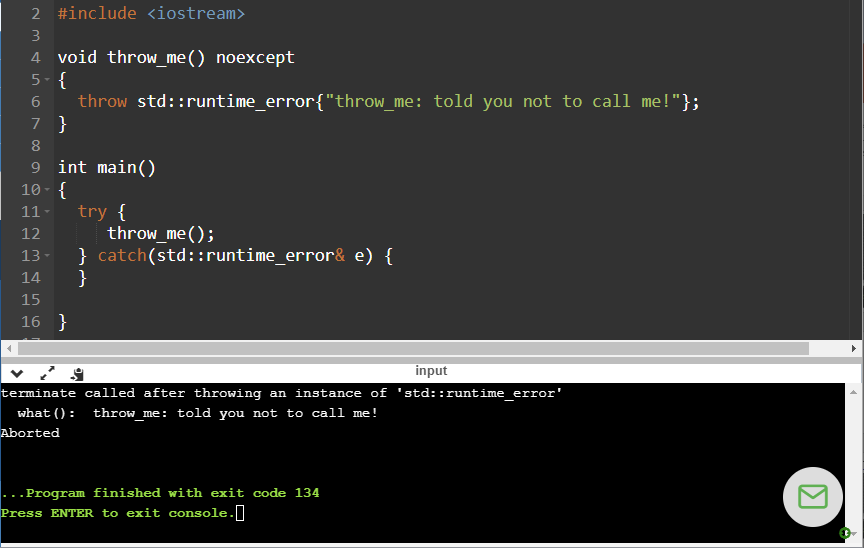 2 #include <iostream>
3
4 void throw_me() noexcept
5 {
6   throw std::runtime_error{"throw_me: told you not to call me!"};
7 }
8
9 int main()
10 {
11   try {
12      throw_me();
13   } catch(std::runtime_error& e) {
14   }
15
16 }
input
terminate called after throwing an instance of 'std::runtime_error'
  what():  throw_me: told you not to call me!
Aborted
...Program finished with exit code 134
Press ENTER to exit console.